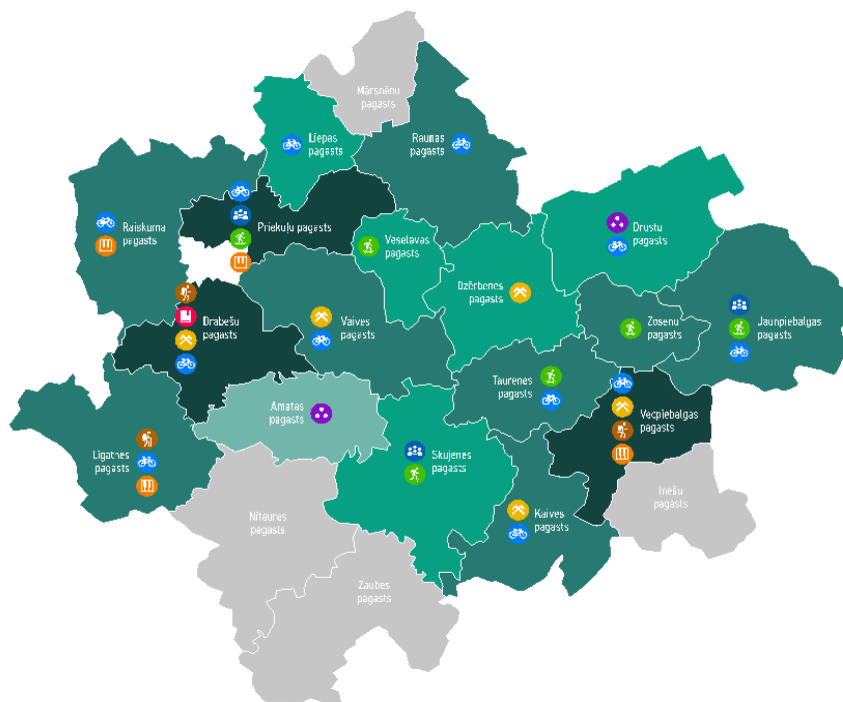 Mārsnēnu
pagasts
Liepas
pagasts
Raunas
pagasts
Raiskuma
pagasts
Priekuļu pagasts
Veselavas
pagasts
Drustu
pagasts
Dzērbenes
pagasts
Zosēnu
pagasts
Jaunpiebalgas
pagasts
Drabešu
pagasts
Vaives
pagasts
Taurenes
pagasts
Vecpiebalgas
pagasts
Amatas
pagasts
Līgatnes
pagasts
Skujenes
pagasts
Inešu
pagasts
Nītaures
pagasts
Kaives
pagasts
Zaubes
pagasts